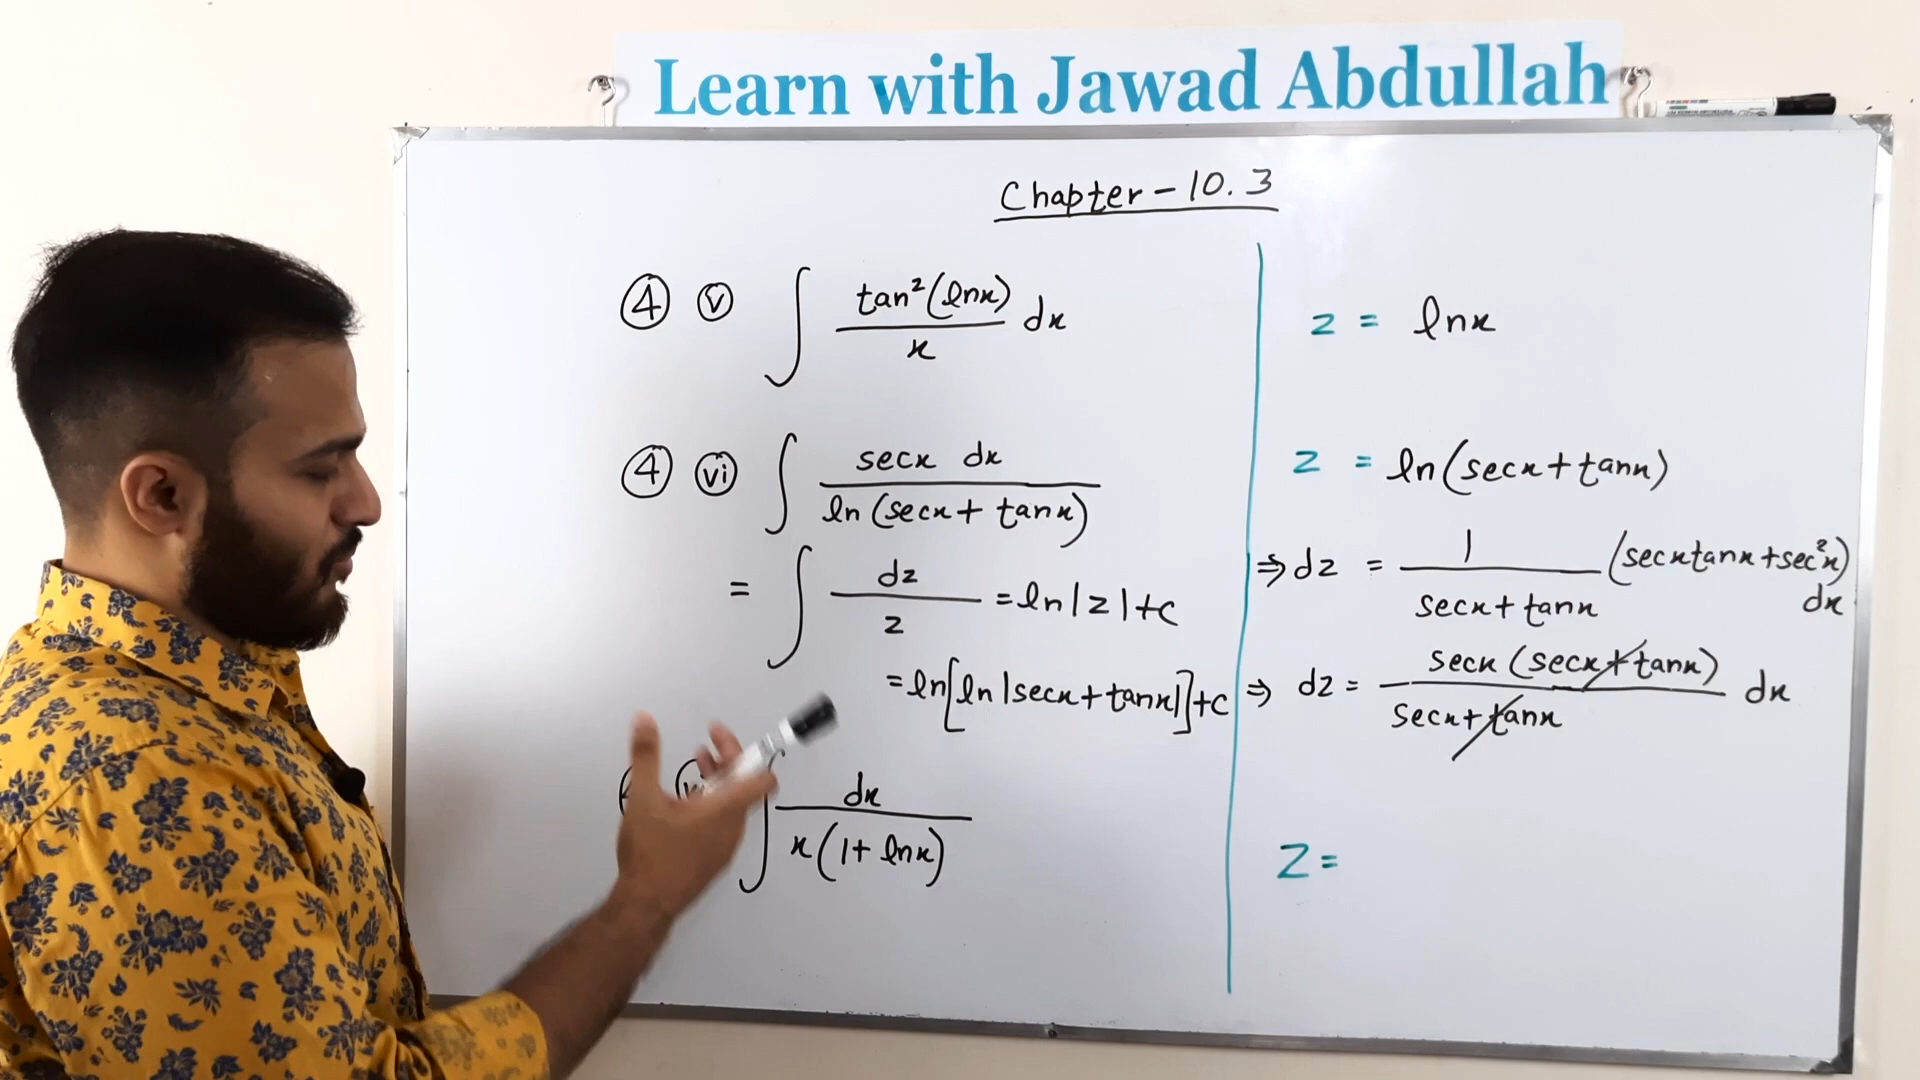 Learn with Jawad Abdullah
Chapter - 10.3
④ ⓥ ∫ tan²(lnx) / x dx
z = lnx
④ ⓥⓘ ∫ secx dx / ln(secx + tanx)
z = ln(secx + tanx)
= ∫ dz / z = ln|z|+c
⇒ dz = 1 / secx + tanx (secxtanx + sec²x) dx
= ln[ln|secx + tanx|]+c
⇒ dz = secx (secx + tanx) / secx + tanx dx
∫ dx / x(1 + lnx)
Z =